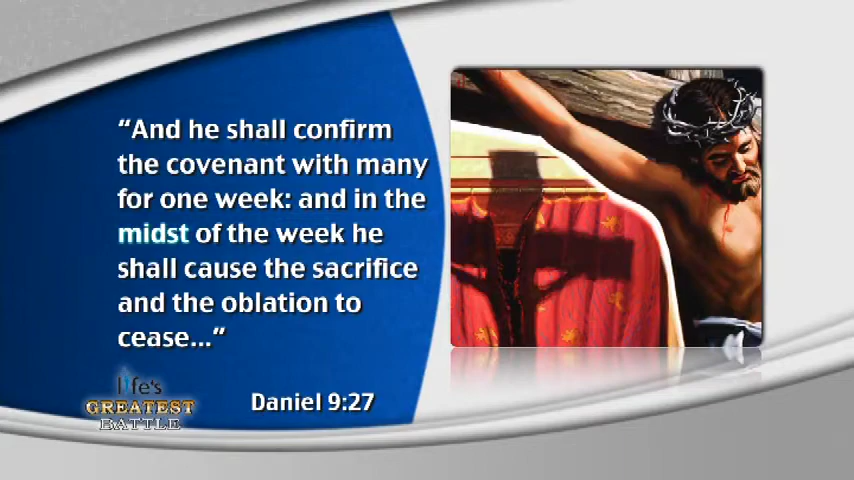 “And he shall confirm
the covenant with many
for one week: and in the
midst of the week he
shall cause the sacrifice
and the oblation to
cease...”
Daniel 9:27
life's
GREATEST
BATTLE